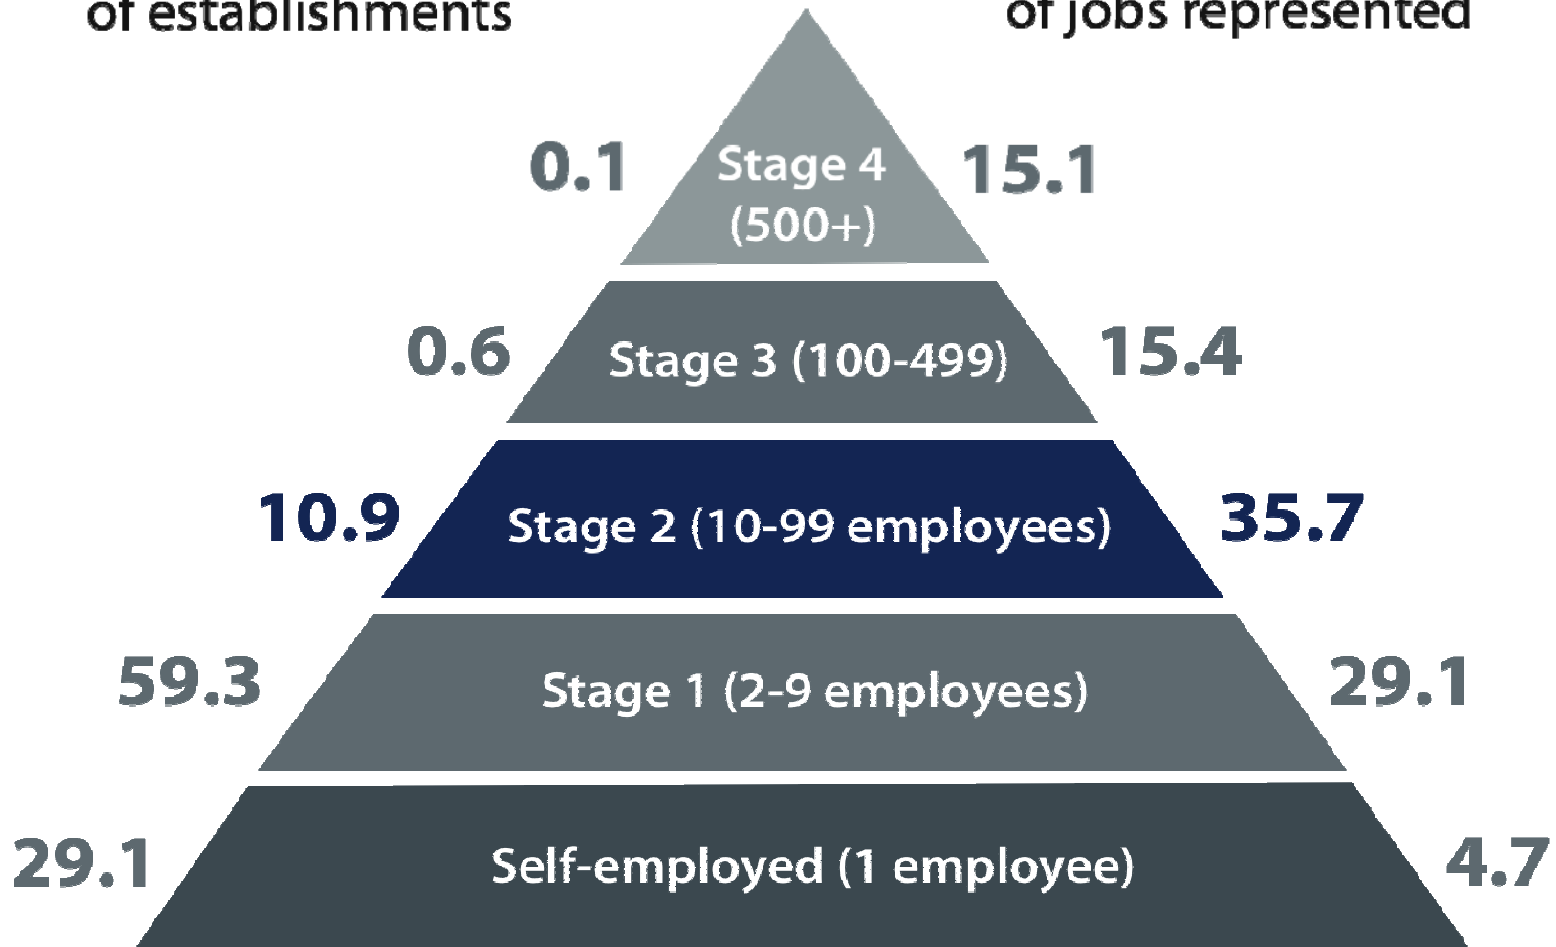 of establishments of jobs represented
0.1 Stage 4 15.1
(500+)
0.6 Stage 3 (100-499) 15.4
10.9 Stage 2 (10-99 employees) 35.7
59.3 Stage 1 (2-9 employees) 29.1
29.1 Self-employed (1 employee) 4.7